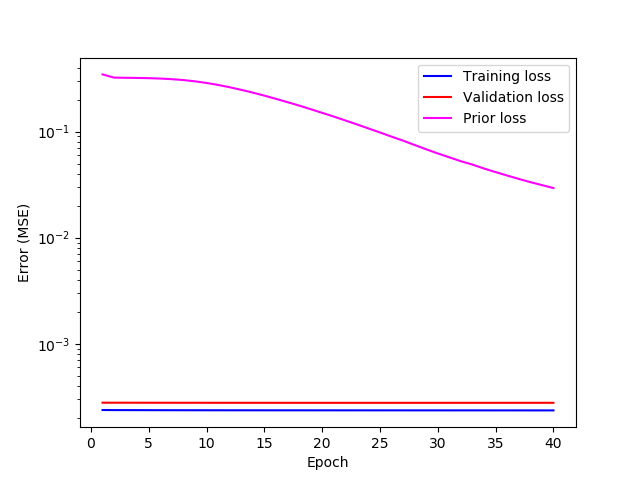 Training loss
Validation loss
Prior loss
Error (MSE)
10⁻¹
10⁻²
10⁻³
0 5 10 15 20 25 30 35 40
Epoch